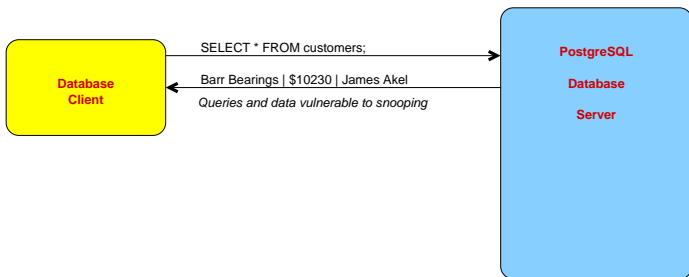 Database
Client
SELECT * FROM customers;
Barr Bearings | $10230 | James Akel
Queries and data vulnerable to snooping
PostgreSQL
Database
Server